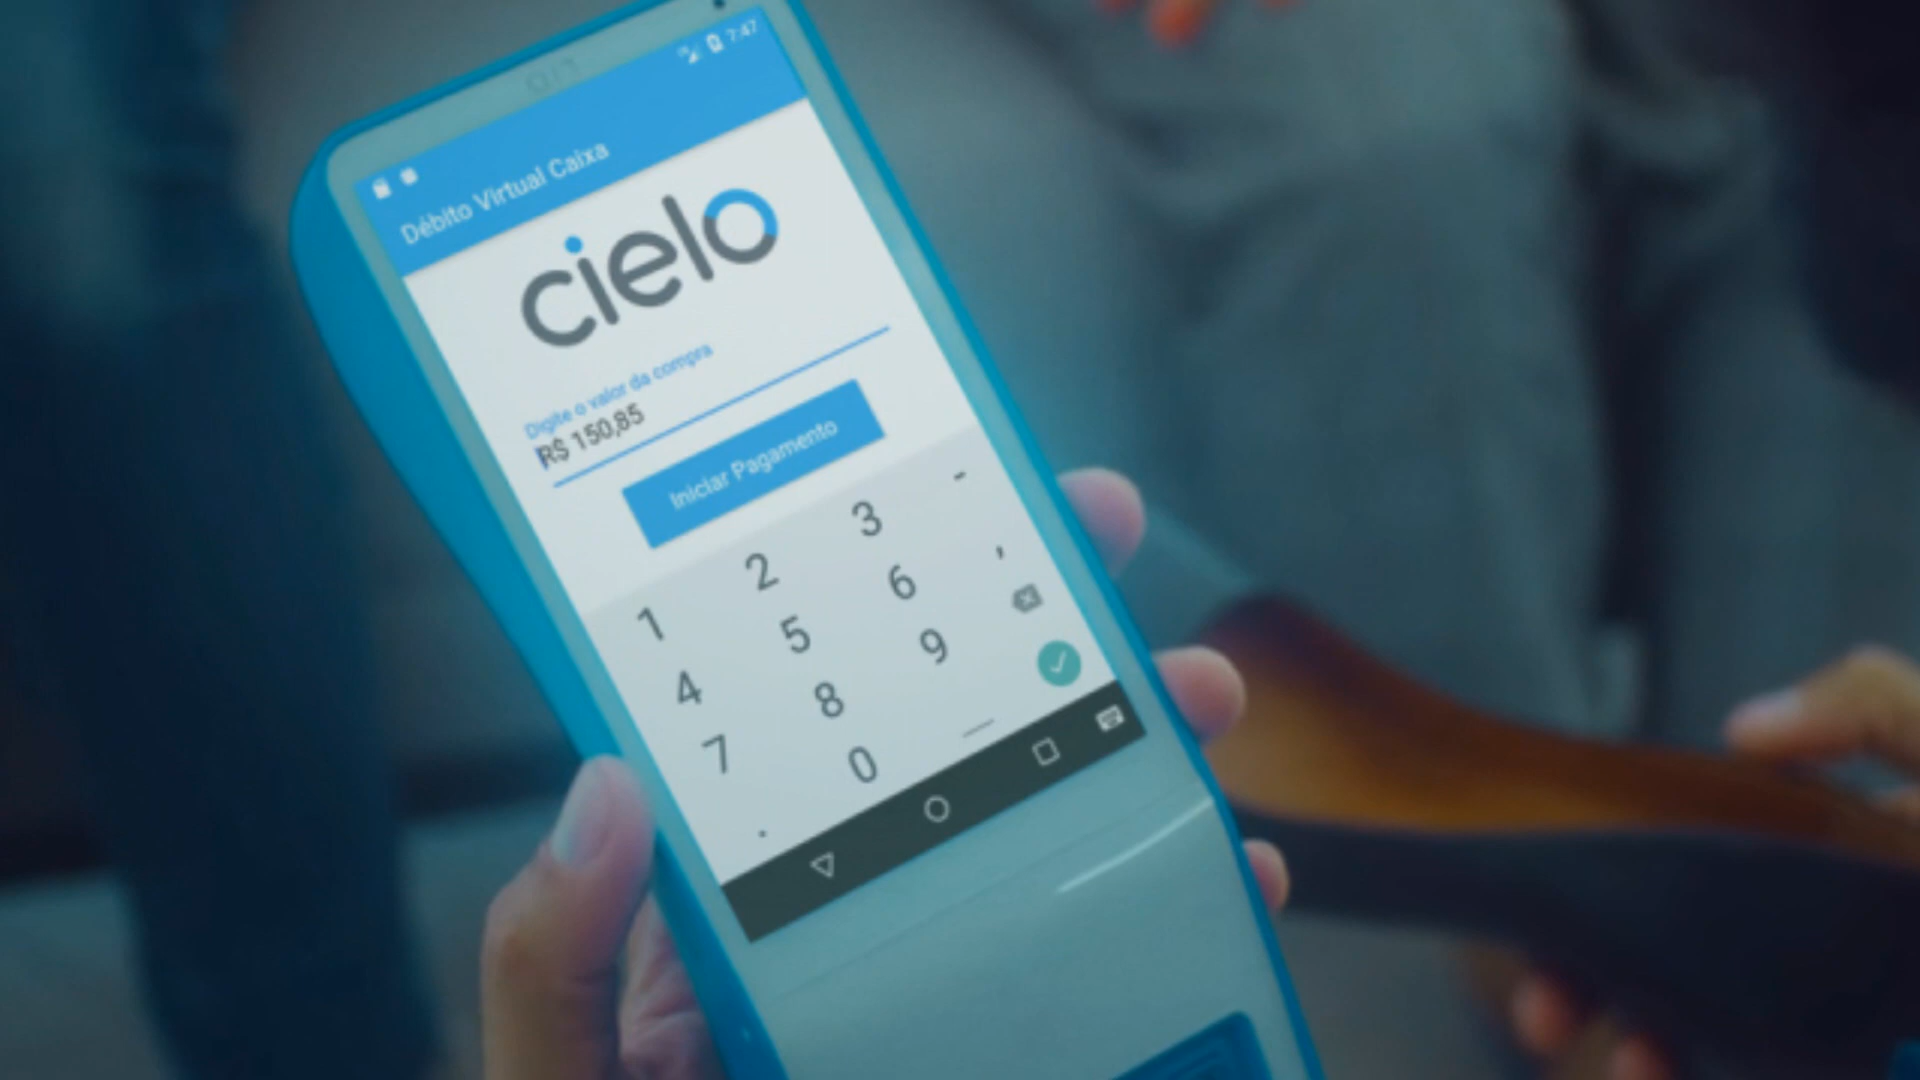 7:47
Débito Virtual Caixa
cielo
Digite o valor da compra
R$ 150,85
Iniciar Pagamento
1 2 3 -
4 5 6 ,
7 8 9
. 0